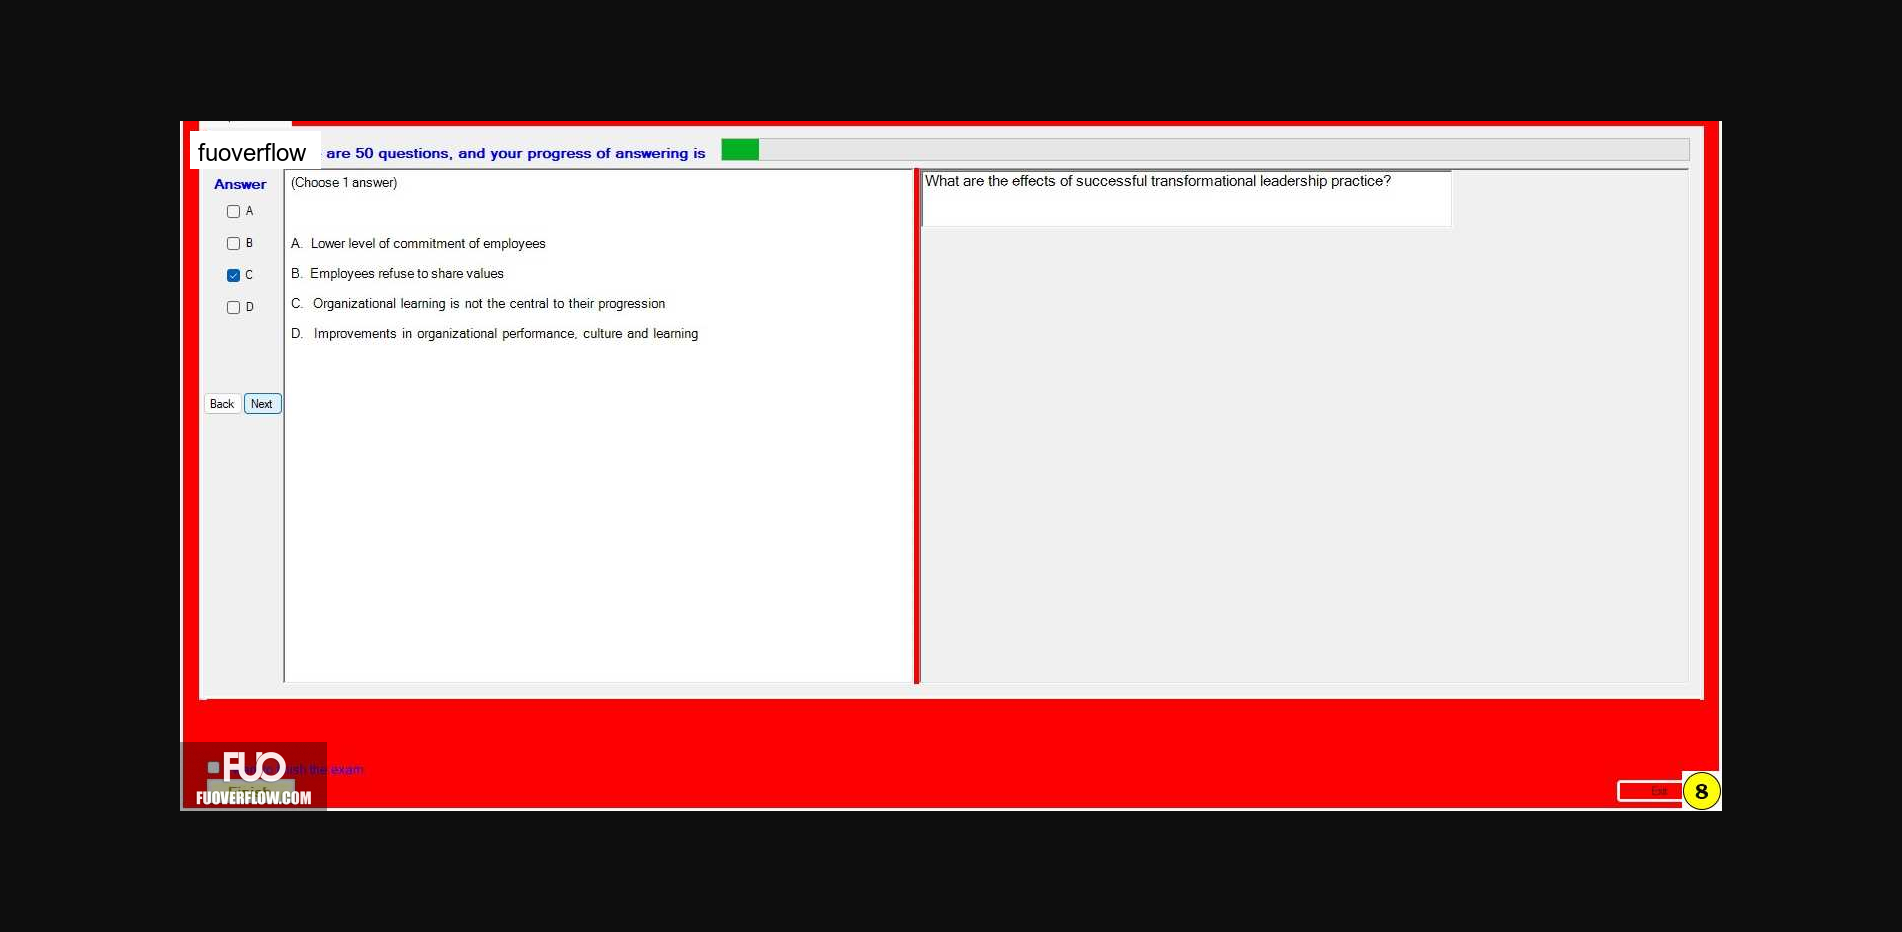 fuoverflow are 50 questions, and your progress of answering is
Answer
(Choose 1 answer)
What are the effects of successful transformational leadership practice?
A
B
A. Lower level of commitment of employees
C
B. Employees refuse to share values
D
C. Organizational learning is not the central to their progression
D. Improvements in organizational performance, culture and learning
Back Next
FUO
the exam
Finish
FUOVERFLOW.COM
Exit
8